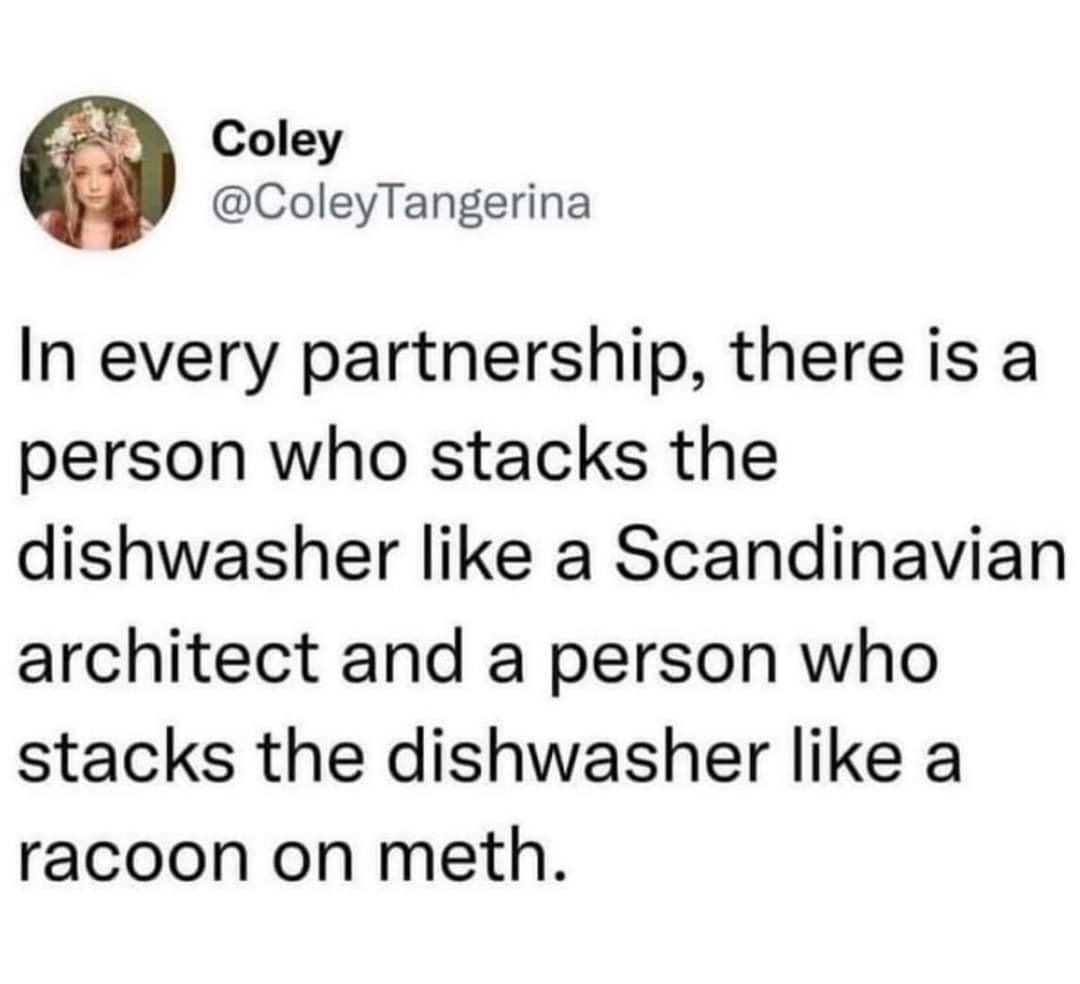 Coley
@ColeyTangerina
In every partnership, there is a
person who stacks the
dishwasher like a Scandinavian
architect and a person who
stacks the dishwasher like a
racoon on meth.